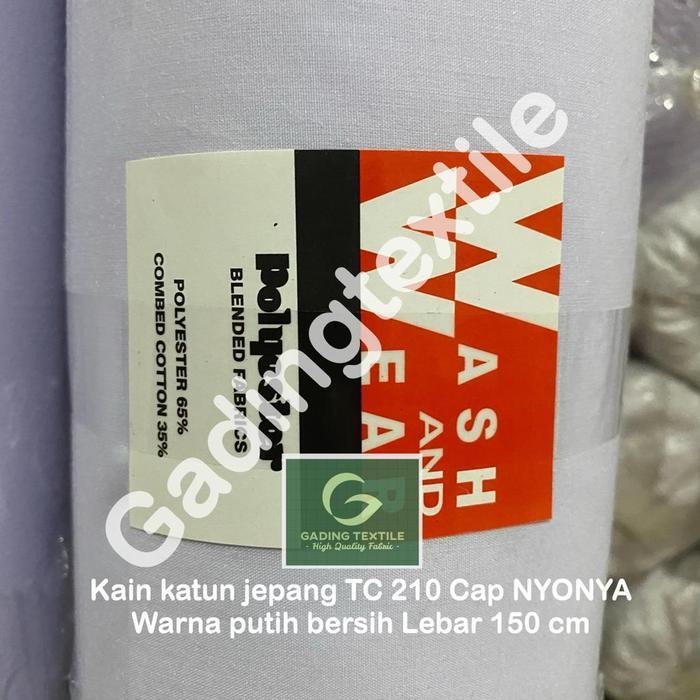 WASH
AND
WEAR
polyester
BLENDED FABRICS
POLYESTER 65%
COMBED COTTON 35%
Gadingtextile
G
GADING TEXTILE
- High Quality Fabric -
Kain katun jepang TC 210 Cap NYONYA
Warna putih bersih Lebar 150 cm